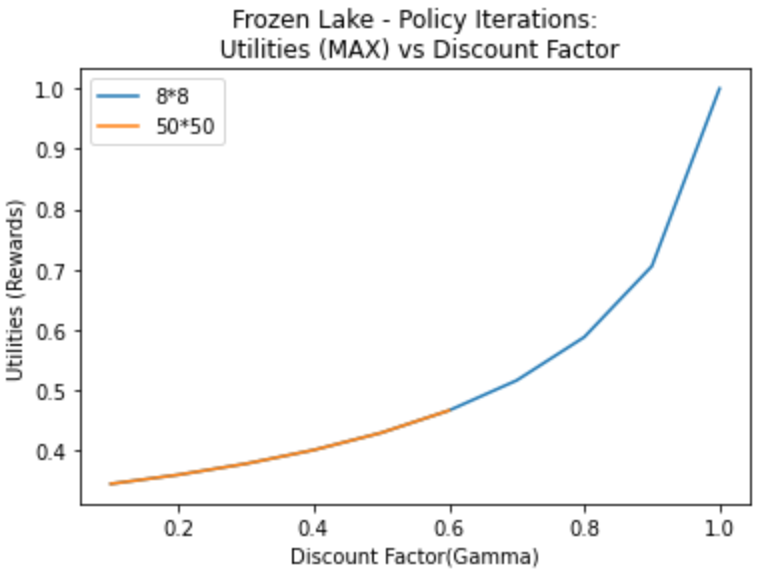 Frozen Lake - Policy Iterations:
Utilities (MAX) vs Discount Factor
8*8
50*50
1.0
0.9
0.8
0.7
0.6
0.5
0.4
Utilities (Rewards)
0.2 0.4 0.6 0.8 1.0
Discount Factor(Gamma)